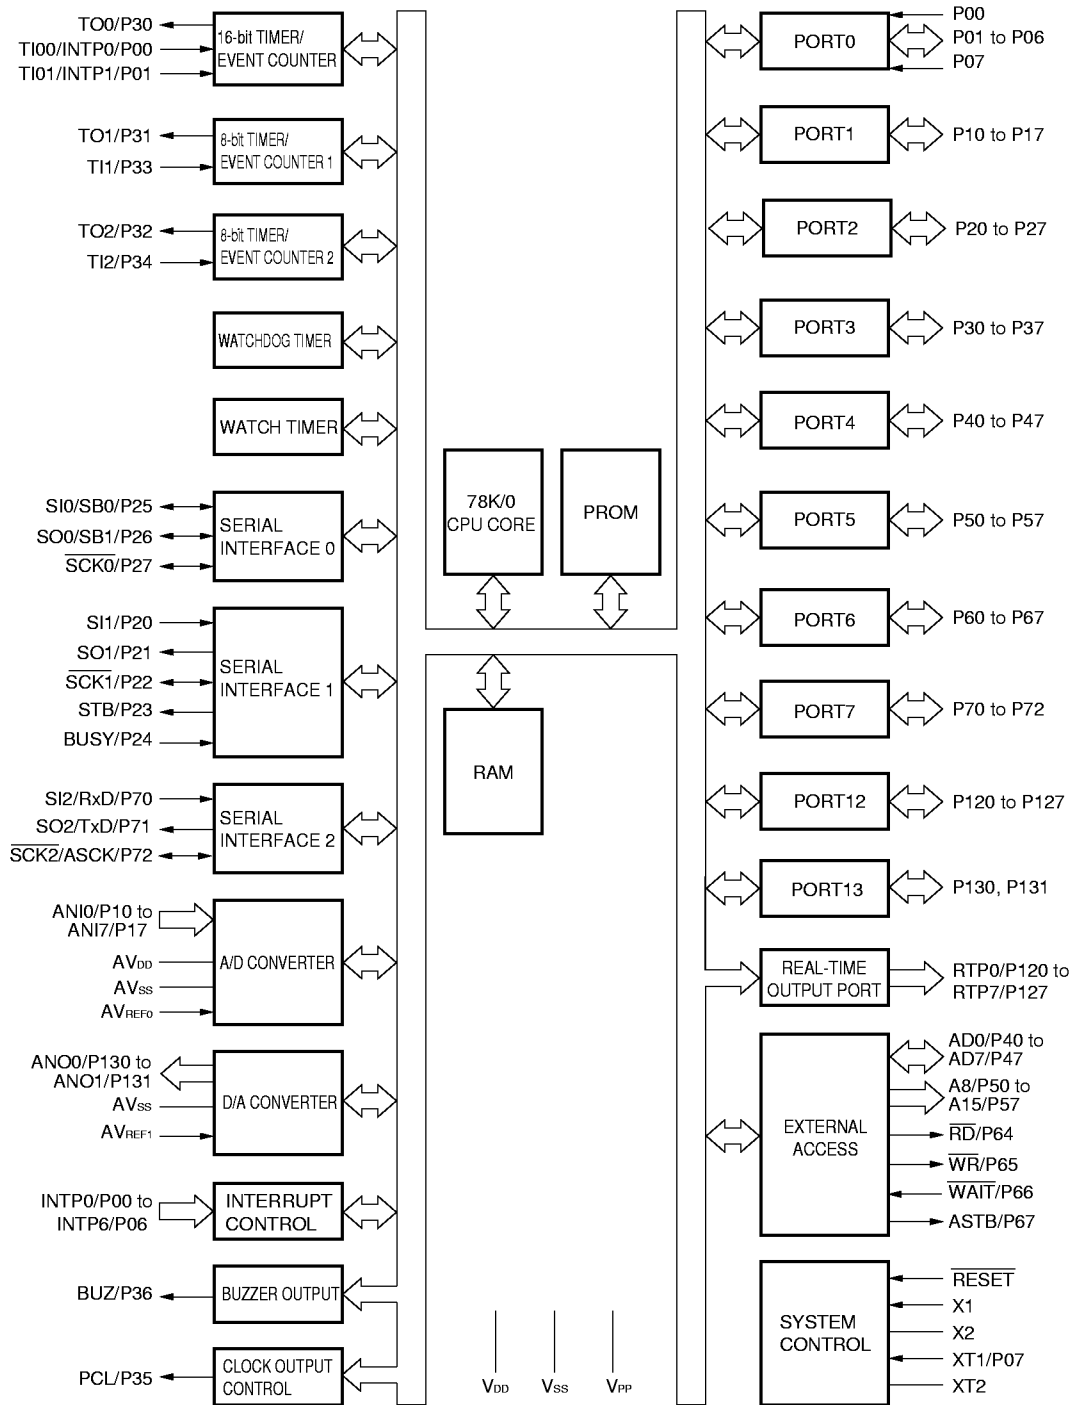 TO0/P30
TI00/INTP0/P00
TI01/INTP1/P01
16-bit TIMER/
EVENT COUNTER
TO1/P31
TI1/P33
8-bit TIMER/
EVENT COUNTER 1
TO2/P32
TI2/P34
8-bit TIMER/
EVENT COUNTER 2
WATCHDOG TIMER
WATCH TIMER
SI0/SB0/P25
SO0/SB1/P26
SCK0/P27
SERIAL
INTERFACE 0
SI1/P20
SO1/P21
SCK1/P22
STB/P23
BUSY/P24
SERIAL
INTERFACE 1
SI2/RxD/P70
SO2/TxD/P71
SCK2/ASCK/P72
SERIAL
INTERFACE 2
ANI0/P10 to
ANI7/P17
AVDD
AVSS
AVREF0
A/D CONVERTER
ANO0/P130 to
ANO1/P131
AVSS
AVREF1
D/A CONVERTER
INTP0/P00 to
INTP6/P06
INTERRUPT
CONTROL
BUZ/P36
BUZZER OUTPUT
PCL/P35
CLOCK OUTPUT
CONTROL
78K/0
CPU CORE
PROM
RAM
VDD
VSS
VPP
PORT0
P00
P01 to P06
P07
PORT1
P10 to P17
PORT2
P20 to P27
PORT3
P30 to P37
PORT4
P40 to P47
PORT5
P50 to P57
PORT6
P60 to P67
PORT7
P70 to P72
PORT12
P120 to P127
PORT13
P130, P131
REAL-TIME
OUTPUT PORT
RTP0/P120 to
RTP7/P127
EXTERNAL
ACCESS
AD0/P40 to
AD7/P47
A8/P50 to
A15/P57
RD/P64
WR/P65
WAIT/P66
ASTB/P67
SYSTEM
CONTROL
RESET
X1
X2
XT1/P07
XT2